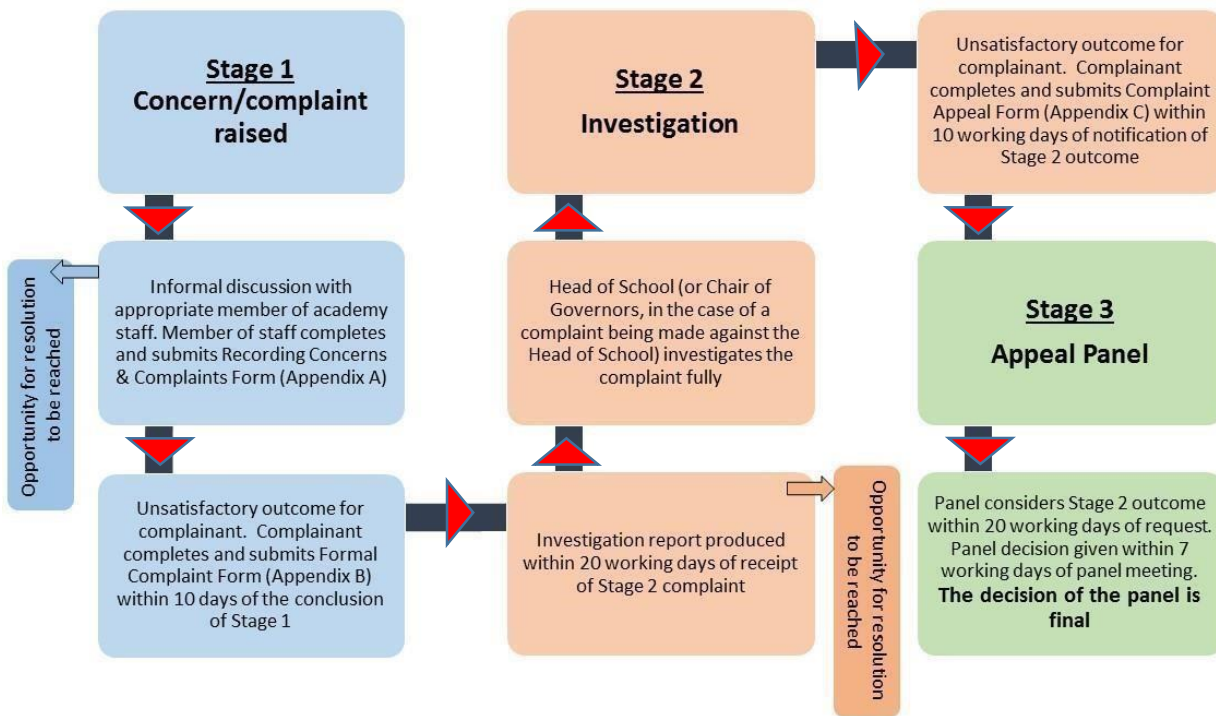 Stage 1
Concern/complaint
raised
Informal discussion with
appropriate member of academy
staff. Member of staff completes
and submits Recording Concerns
& Complaints Form (Appendix A)
Opportunity for resolution
to be reached
Unsatisfactory outcome for
complainant.  Complainant
completes and submits Formal
Complaint Form (Appendix B)
within 10 days of the conclusion
of Stage 1
Stage 2
Investigation
Head of School (or Chair of
Governors, in the case of a
complaint being made against the
Head of School) investigates the
complaint fully
Investigation report produced
within 20 working days of receipt
of Stage 2 complaint
Opportunity for resolution
to be reached
Unsatisfactory outcome for
complainant.  Complainant
completes and submits Complaint
Appeal Form (Appendix C) within
10 working days of notification of
Stage 2 outcome
Stage 3
Appeal Panel
Panel considers Stage 2 outcome
within 20 working days of request.
Panel decision given within 7
working days of panel meeting.
The decision of the panel is
final